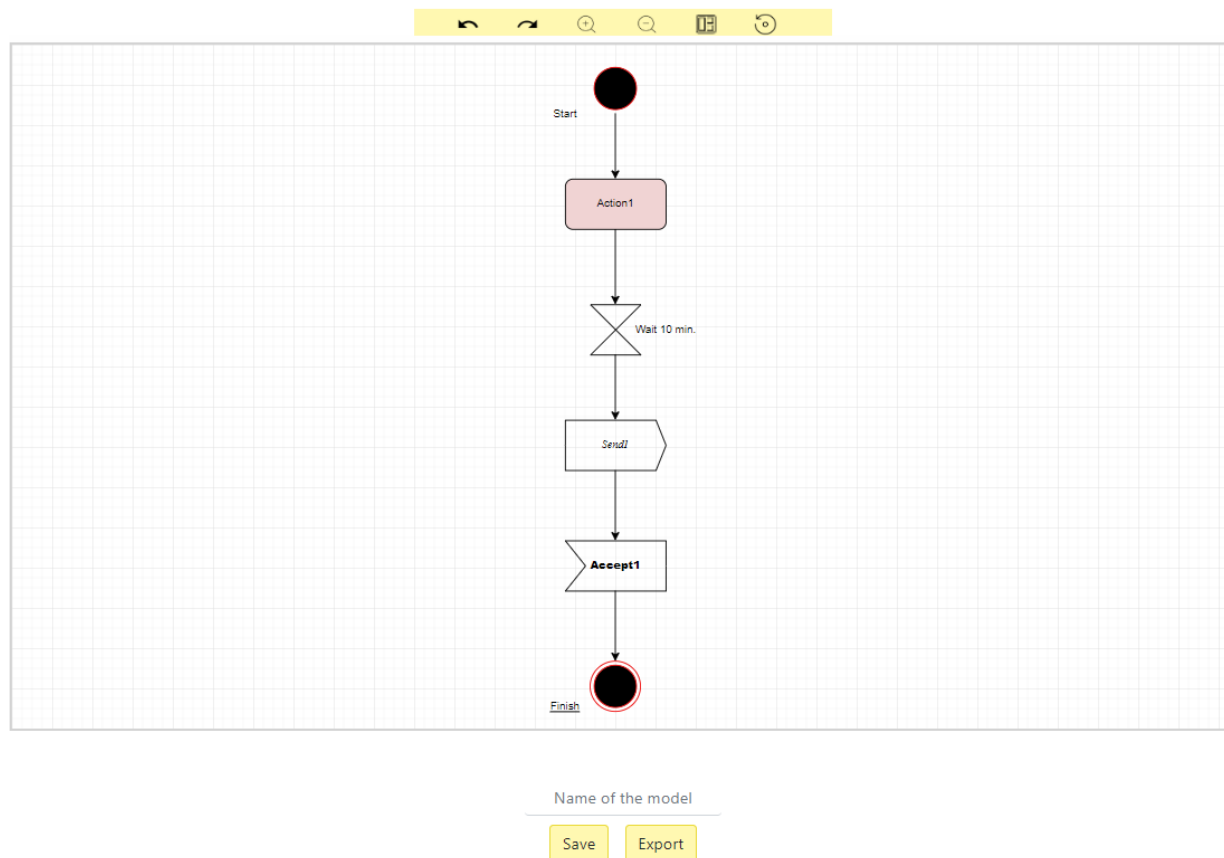 Start
Action1
Wait 10 min.
Send1
Accept1
Finish
Name of the model
Save
Export